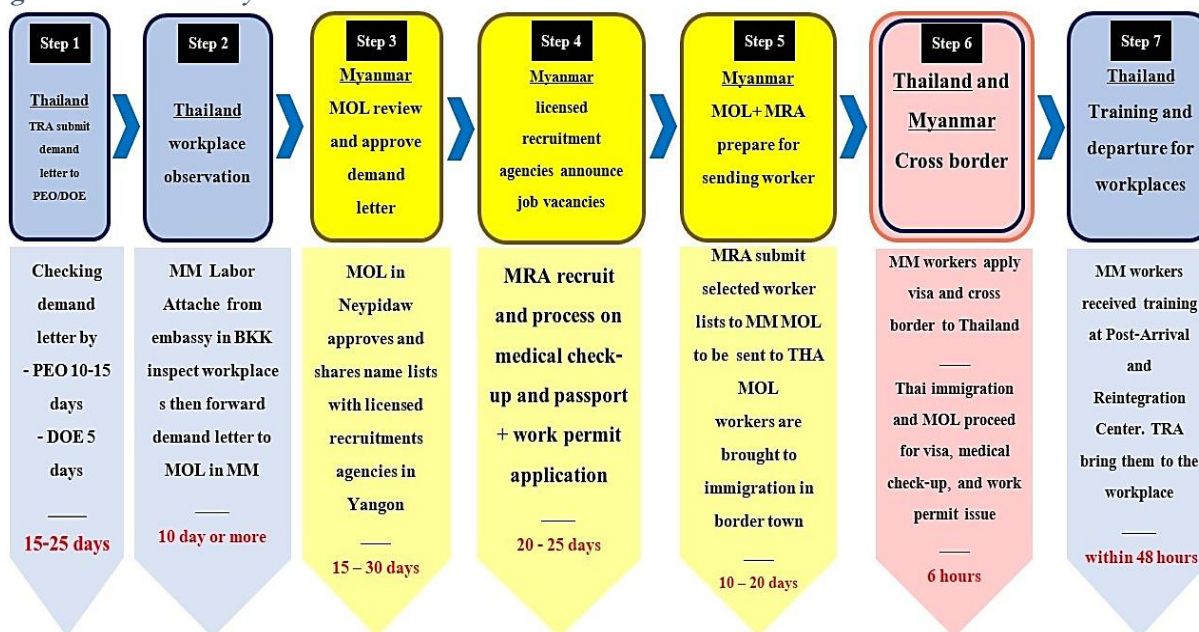 Step 1
Thailand
TRA submit
demand
letter to
PEO/DOE
Step 2
Thailand
workplace
observation
Step 3
Myanmar
MOL review
and approve
demand
letter
Step 4
Myanmar
licensed
recruitment
agencies announce
job vacancies
Step 5
Myanmar
MOL+ MRA
prepare for
sending worker
Step 6
Thailand and
Myanmar
Cross border
Step 7
Thailand
Training and
departure for
workplaces
Checking
demand
letter by
- PEO 10-15
days
- DOE 5
days
15-25 days
MM Labor
Attache from
embassy in BKK
inspect workplace
s then forward
demand letter to
MOL in MM
10 day or more
MOL in
Neypidaw
approves and
shares name lists
with licensed
recruitments
agencies in
Yangon
15 – 30 days
MRA recruit
and process on
medical check-
up and passport
+ work permit
application
20 - 25 days
MRA submit
selected worker
lists to MM MOL
to be sent to THA
MOL
workers are
brought to
immigration in
border town
10 – 20 days
MM workers apply
visa and cross
border to Thailand
Thai immigration
and MOL proceed
for visa, medical
check-up, and work
permit issue
6 hours
MM workers
received training
at Post-Arrival
and
Reintegration
Center. TRA
bring them to the
workplace
within 48 hours